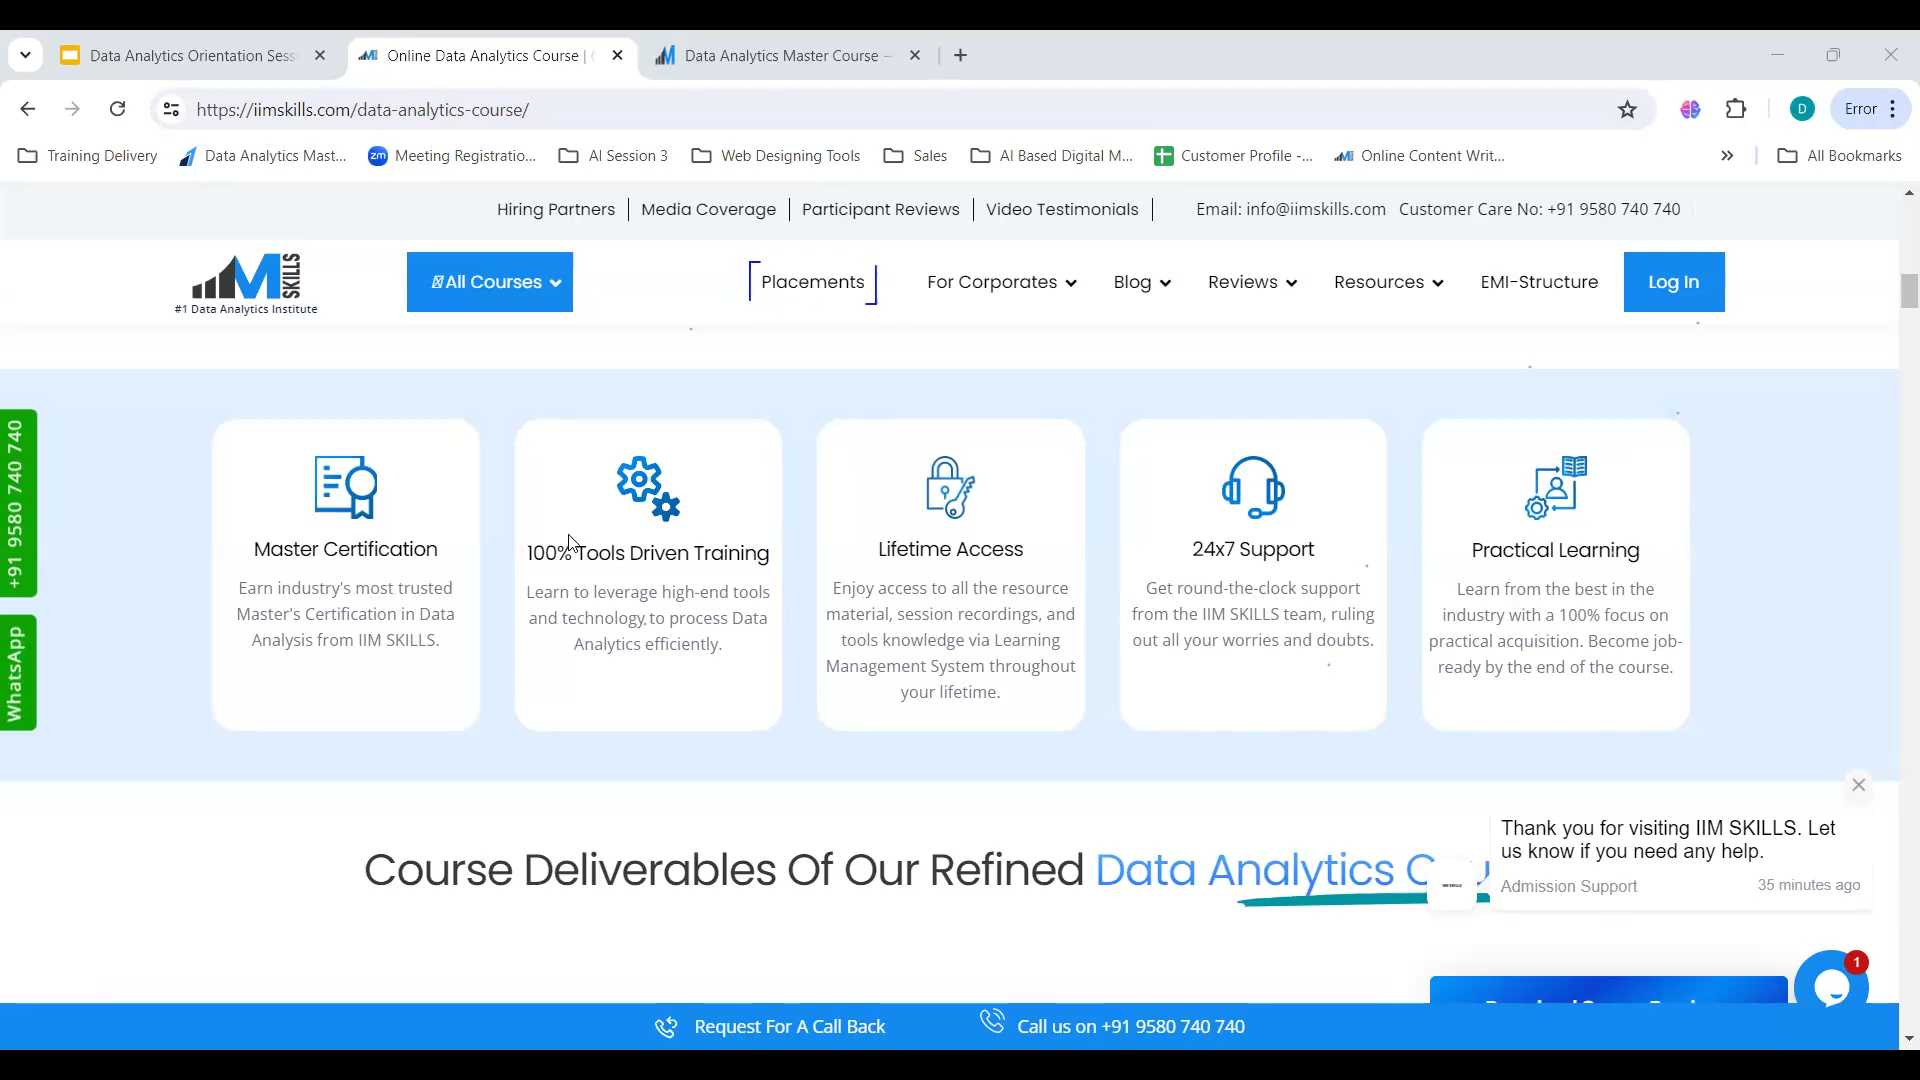 Data Analytics Orientation Sess
Online Data Analytics Course |
Data Analytics Master Course –
https://iimskills.com/data-analytics-course/
D
Error
Training Delivery
Data Analytics Mast...
zm
Meeting Registratio...
AI Session 3
Web Designing Tools
Sales
AI Based Digital M...
Customer Profile -...
Online Content Writ...
All Bookmarks
Hiring Partners
Media Coverage
Participant Reviews
Video Testimonials
Email: info@iimskills.com
Customer Care No: +91 9580 740 740
IIM SKILLS
#1 Data Analytics Institute
All Courses
Placements
For Corporates
Blog
Reviews
Resources
EMI-Structure
Log In
+91 9580 740 740
WhatsApp
Master Certification
Earn industry's most trusted
Master's Certification in Data
Analysis from IIM SKILLS.
100% Tools Driven Training
Learn to leverage high-end tools
and technology to process Data
Analytics efficiently.
Lifetime Access
Enjoy access to all the resource
material, session recordings, and
tools knowledge via Learning
Management System throughout
your lifetime.
24x7 Support
Get round-the-clock support
from the IIM SKILLS team, ruling
out all your worries and doubts.
Practical Learning
Learn from the best in the
industry with a 100% focus on
practical acquisition. Become job-
ready by the end of the course.
Course Deliverables Of Our Refined Data Analytics
Thank you for visiting IIM SKILLS. Let
us know if you need any help.
Admission Support
35 minutes ago
1
Request For A Call Back
Call us on +91 9580 740 740